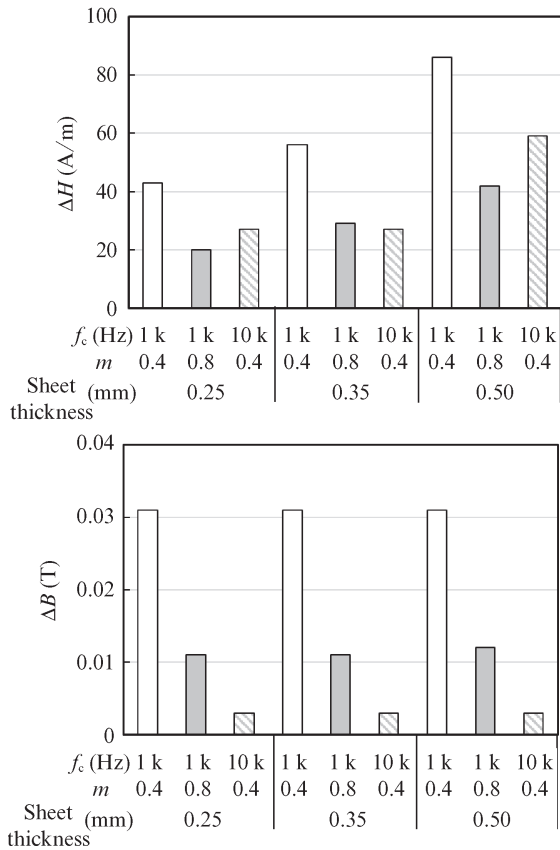 100
80
60
40
20
0
ΔH (A/m)
fc (Hz) 1 k 1 k 10 k 1 k 1 k 10 k 1 k 1 k 10 k
m 0.4 0.8 0.4 0.4 0.8 0.4 0.4 0.8 0.4
Sheet thickness (mm) 0.25 0.35 0.50
0.04
0.03
0.02
0.01
0
ΔB (T)
fc (Hz) 1 k 1 k 10 k 1 k 1 k 10 k 1 k 1 k 10 k
m 0.4 0.8 0.4 0.4 0.8 0.4 0.4 0.8 0.4
Sheet thickness (mm) 0.25 0.35 0.50